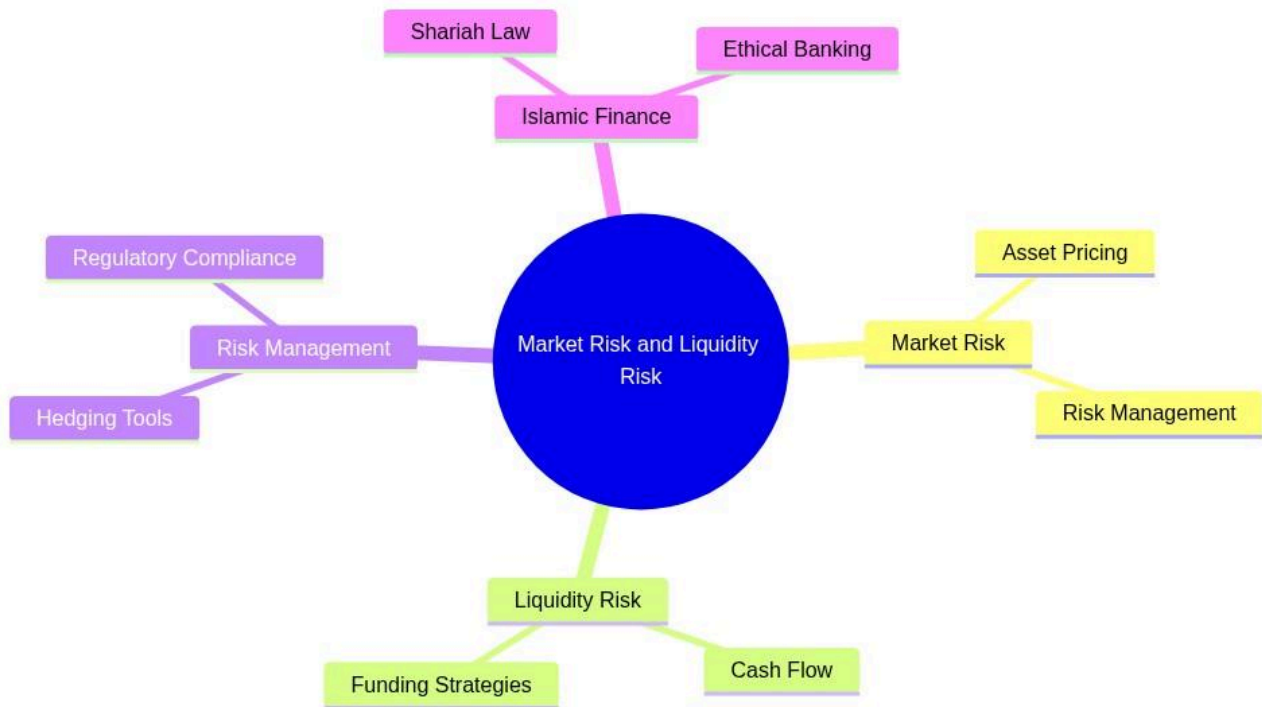 Shariah Law
Ethical Banking
Islamic Finance
Regulatory Compliance
Asset Pricing
Risk Management
Market Risk and Liquidity
Risk
Market Risk
Hedging Tools
Risk Management
Liquidity Risk
Funding Strategies
Cash Flow